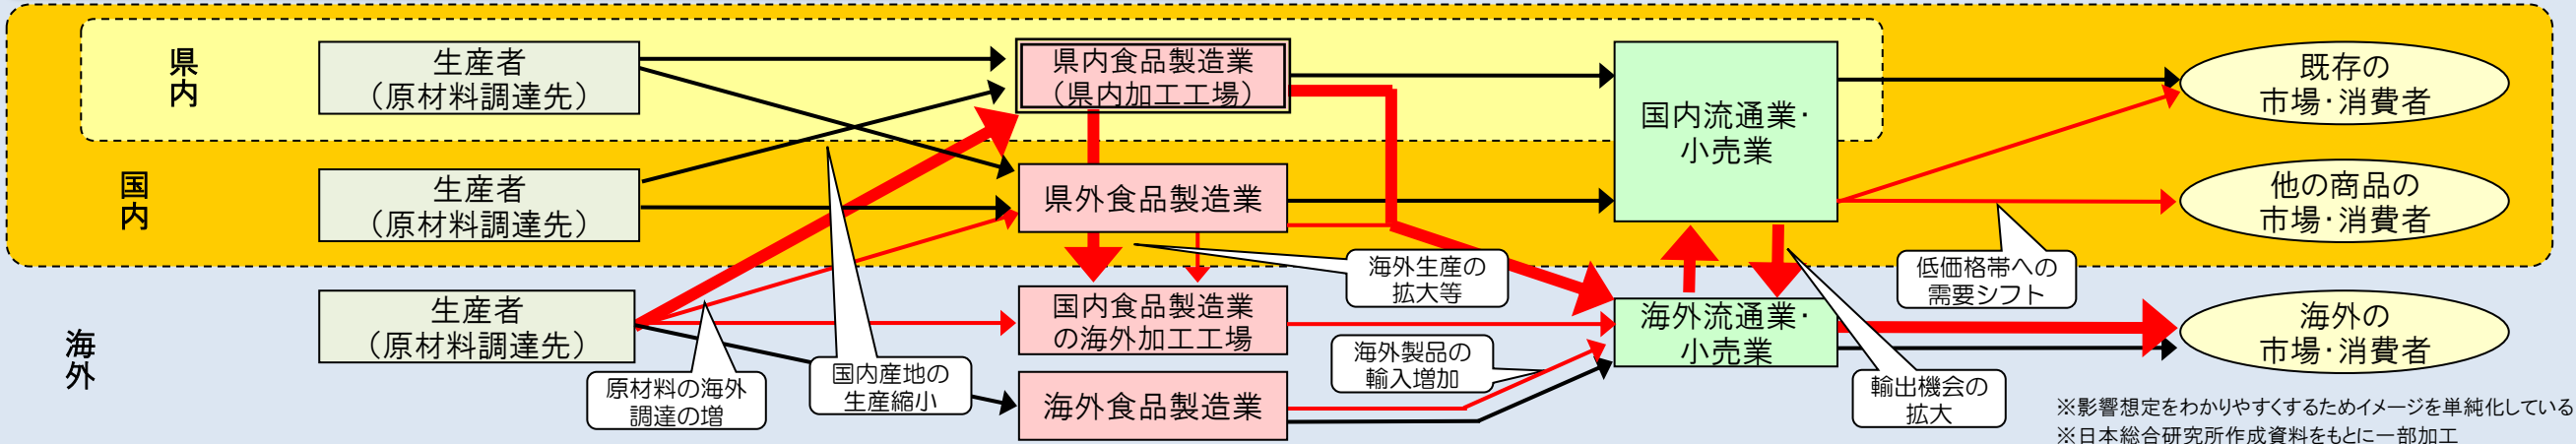 県内
生産者
（原材料調達先）
県内食品製造業
（県内加工工場）
国内流通業・
小売業
既存の
市場・消費者
国内
生産者
（原材料調達先）
県外食品製造業
他の商品の
市場・消費者
海外生産の
拡大等
低価格帯への
需要シフト
海外
生産者
（原材料調達先）
国内食品製造業
の海外加工工場
海外流通業・
小売業
海外の
市場・消費者
原材料の海外
調達の増
国内産地の
生産縮小
海外食品製造業
海外製品の
輸入増加
輸出機会の
拡大
※影響想定をわかりやすくするためイメージを単純化している
※日本総合研究所作成資料をもとに一部加工